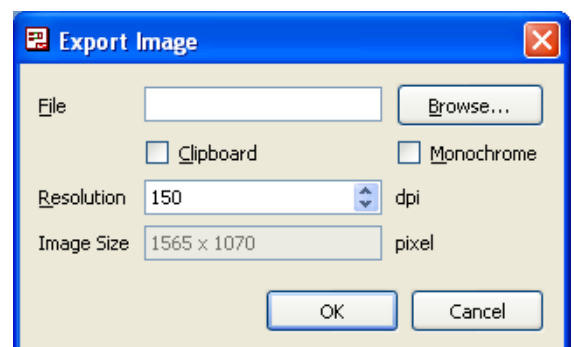 Export Image
File Browse...
Clipboard Monochrome
Resolution 150 dpi
Image Size 1565 x 1070 pixel
OK Cancel